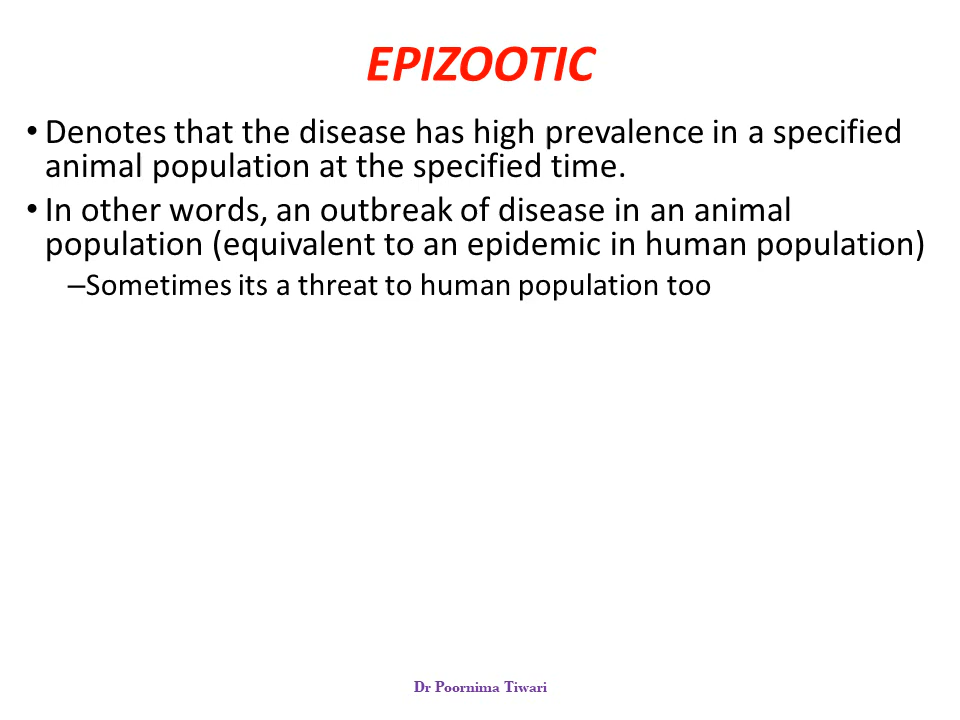 EPIZOOTIC
• Denotes that the disease has high prevalence in a specified
animal population at the specified time.
• In other words, an outbreak of disease in an animal
population (equivalent to an epidemic in human population)
–Sometimes its a threat to human population too
Dr Poornima Tiwari